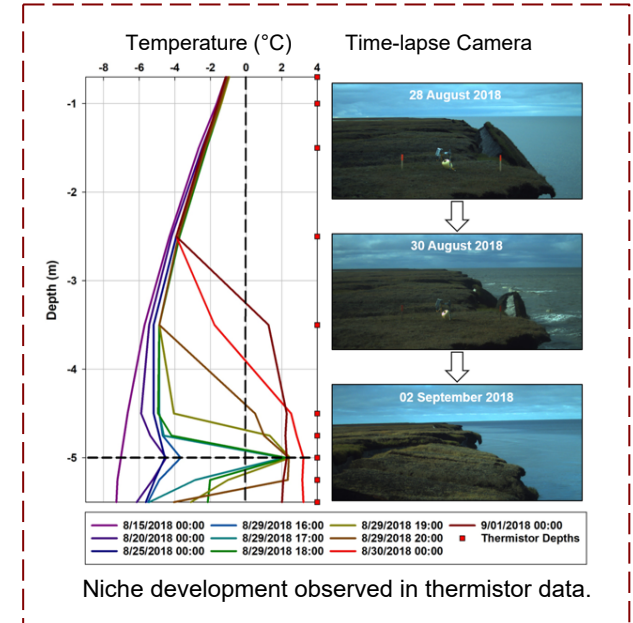 Temperature (°C)
Time-lapse Camera
-8 -6 -4 -2 0 2 4
-1
-2
-3
-4
-5
Depth (m)
28 August 2018
30 August 2018
02 September 2018
8/15/2018 00:00 8/29/2018 16:00 8/29/2018 19:00 9/01/2018 00:00
8/20/2018 00:00 8/29/2018 17:00 8/29/2018 20:00 Thermistor Depths
8/25/2018 00:00 8/29/2018 18:00 8/30/2018 00:00
Niche development observed in thermistor data.